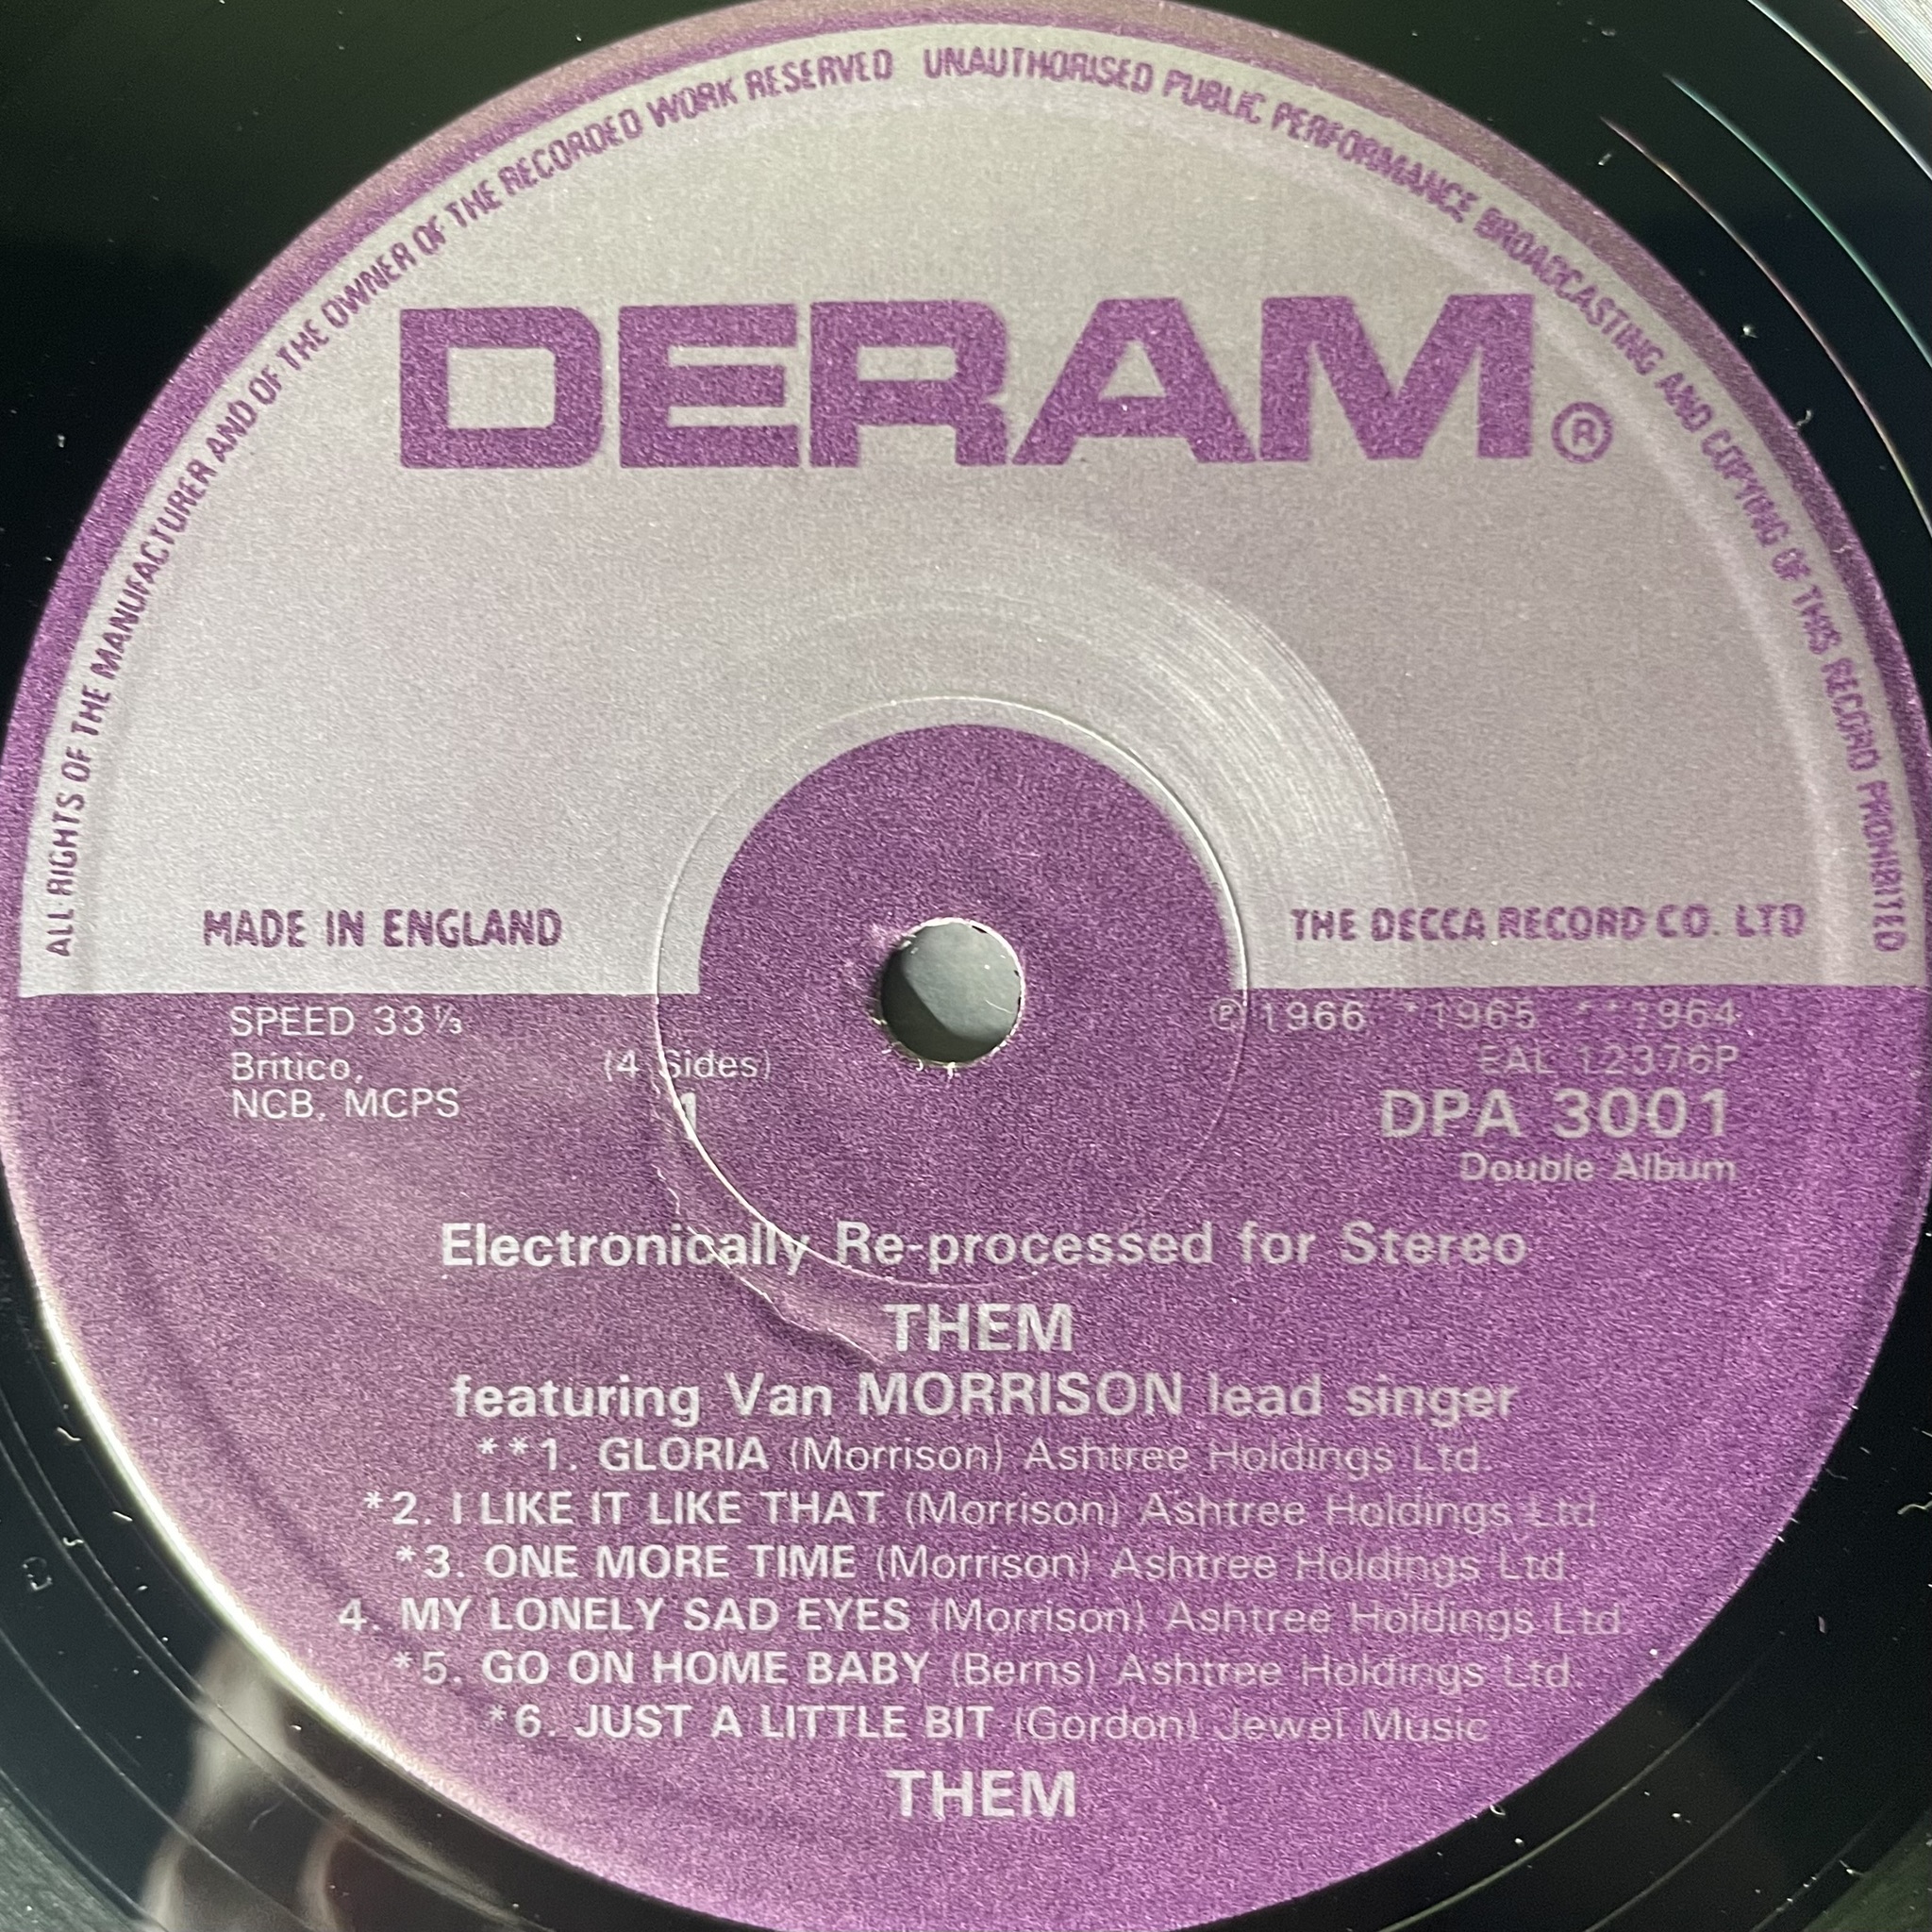 ALL RIGHTS OF THE MANUFACTURER AND OF THE OWNER OF THE RECORDED WORK RESERVED UNAUTHORISED PUBLIC PERFORMANCE BROADCASTING AND COPYING OF THIS RECORD PROHIBITED
DERAM ®
MADE IN ENGLAND
THE DECCA RECORD CO. LTD
SPEED 33⅓
Ⓟ 1966 *1965 **1964
Britico,
(4 Sides)
EAL 12376P
NCB, MCPS
1
DPA 3001
Double Album
Electronically Re-processed for Stereo
THEM
featuring Van MORRISON lead singer
**1. GLORIA (Morrison) Ashtree Holdings Ltd.
*2. I LIKE IT LIKE THAT (Morrison) Ashtree Holdings Ltd.
*3. ONE MORE TIME (Morrison) Ashtree Holdings Ltd.
4. MY LONELY SAD EYES (Morrison) Ashtree Holdings Ltd.
*5. GO ON HOME BABY (Berns) Ashtree Holdings Ltd.
*6. JUST A LITTLE BIT (Gordon) Jewel Music
THEM